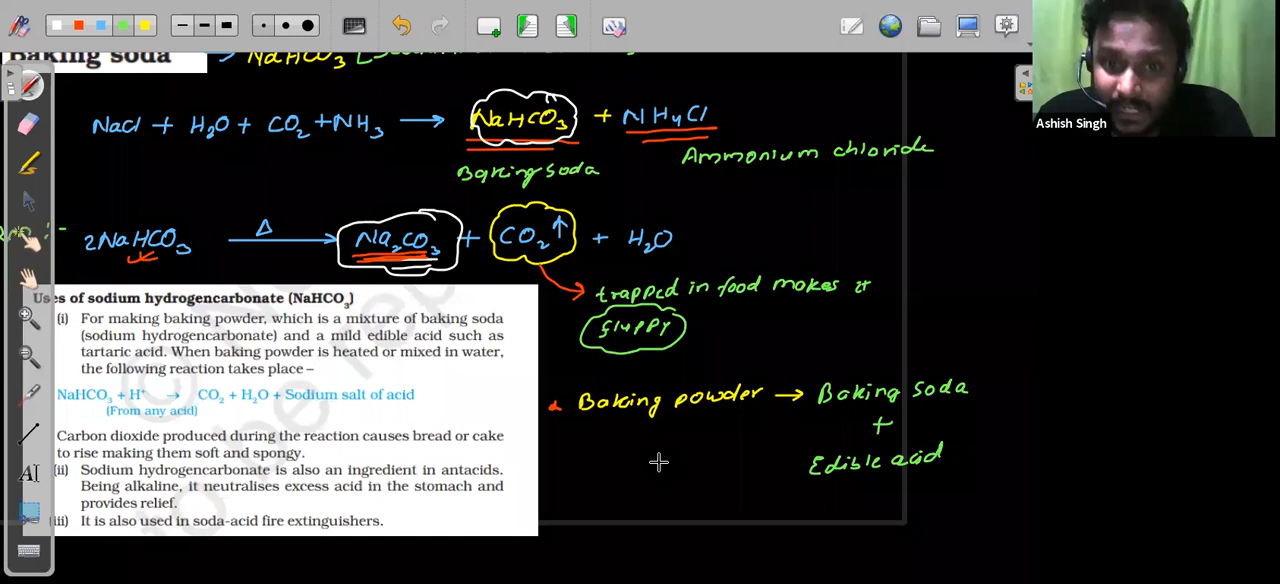 Baking soda → NaHCO3 [
NaCl + H2O + CO2 + NH3 → NaHCO3 + NH4Cl
Baking soda
Ammonium chloride
2NaHCO3 Δ → Na2CO3 + CO2↑ + H2O
trapped in food makes it
fluffy
Uses of sodium hydrogencarbonate (NaHCO3)
(i) For making baking powder, which is a mixture of baking soda
(sodium hydrogencarbonate) and a mild edible acid such as
tartaric acid. When baking powder is heated or mixed in water,
the following reaction takes place –
NaHCO3 + H+ → CO2 + H2O + Sodium salt of acid
(From any acid)
Carbon dioxide produced during the reaction causes bread or cake
to rise making them soft and spongy.
(ii) Sodium hydrogencarbonate is also an ingredient in antacids.
Being alkaline, it neutralises excess acid in the stomach and
provides relief.
(iii) It is also used in soda-acid fire extinguishers.
Baking powder → Baking soda
+
Edible acid
Ashish Singh